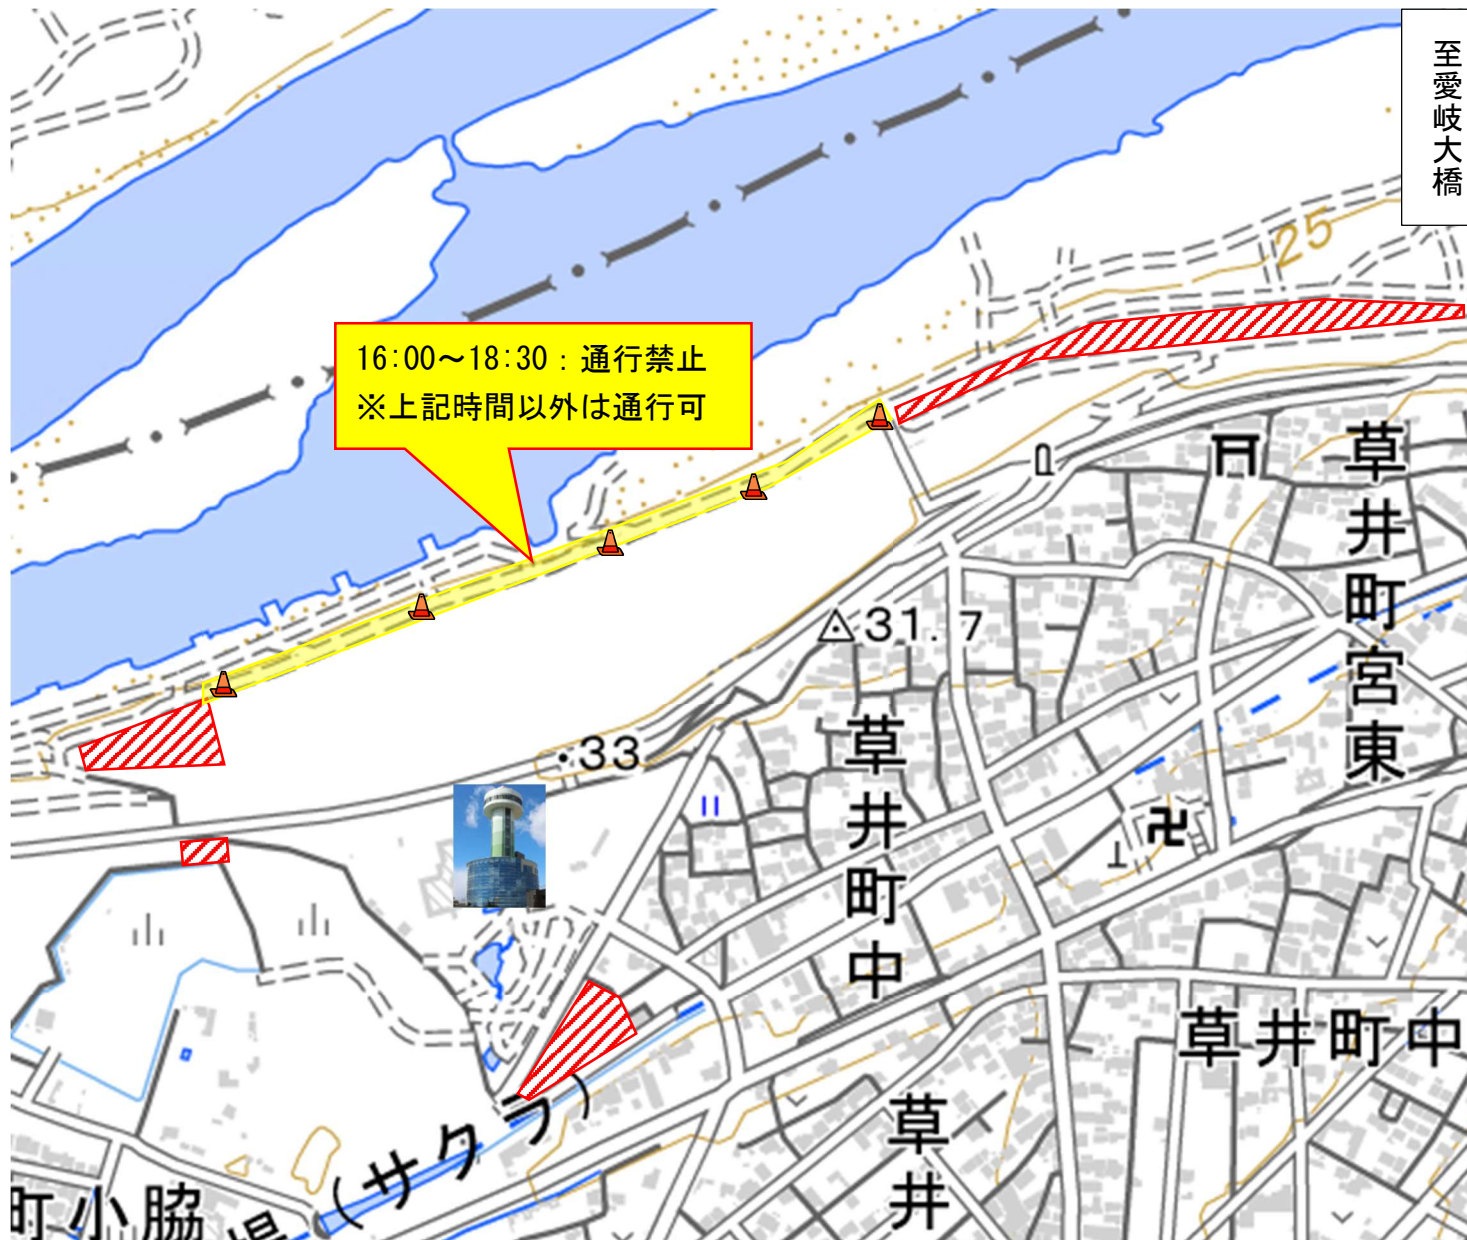 至愛岐大橋
25
16:00～18:30：通行禁止
※上記時間以外は通行可
草井町宮東
31.7
33
草井町中
草井町中
草井
町小脇
場（サクラ）